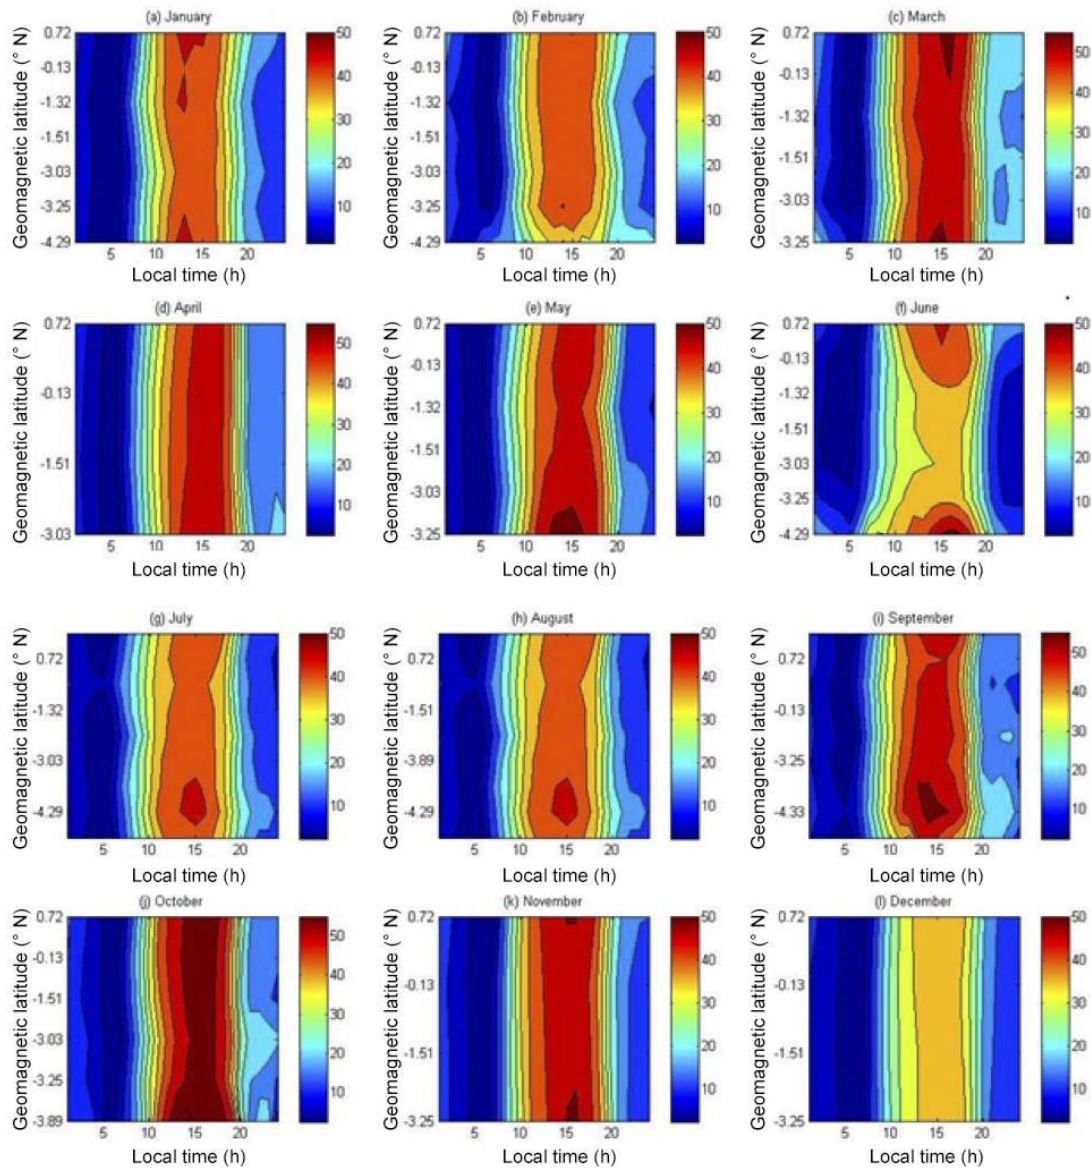 (a) January
(b) February
(c) March
Geomagnetic latitude (° N)
0.72
-0.13
-1.32
-1.51
-3.03
-3.25
-4.29
5 10 15 20
Local time (h)
50
40
30
20
10
Geomagnetic latitude (° N)
0.72
-0.13
-1.32
-1.51
-3.03
-3.25
-4.29
5 10 15 20
Local time (h)
50
40
30
20
10
Geomagnetic latitude (° N)
0.72
-0.13
-1.32
-1.51
-3.03
-3.25
5 10 15 20
Local time (h)
50
40
30
20
10
(d) April
(e) May
(f) June
Geomagnetic latitude (° N)
0.72
-0.13
-1.51
-3.03
5 10 15 20
Local time (h)
50
40
30
20
10
Geomagnetic latitude (° N)
0.72
-0.13
-1.32
-1.51
-3.03
-3.25
5 10 15 20
Local time (h)
50
40
30
20
10
Geomagnetic latitude (° N)
0.72
-0.13
-1.32
-1.51
-3.03
-3.25
-4.29
5 10 15 20
Local time (h)
50
40
30
20
10
(g) July
(h) August
(i) September
Geomagnetic latitude (° N)
0.72
-1.32
-3.03
-4.29
5 10 15 20
Local time (h)
50
40
30
20
10
Geomagnetic latitude (° N)
0.72
-1.32
-3.89
-4.29
5 10 15 20
Local time (h)
50
40
30
20
10
Geomagnetic latitude (° N)
0.72
-1.32
-3.25
-4.33
5 10 15 20
Local time (h)
50
40
30
20
10
(j) October
(k) November
(l) December
Geomagnetic latitude (° N)
0.72
-0.13
-1.51
-3.03
-3.25
-3.89
5 10 15 20
Local time (h)
50
40
30
20
10
Geomagnetic latitude (° N)
0.72
-0.13
-1.51
-3.25
5 10 15 20
Local time (h)
50
40
30
20
10
Geomagnetic latitude (° N)
0.72
-0.13
-1.51
-3.25
5 10 15 20
Local time (h)
50
40
30
20
10